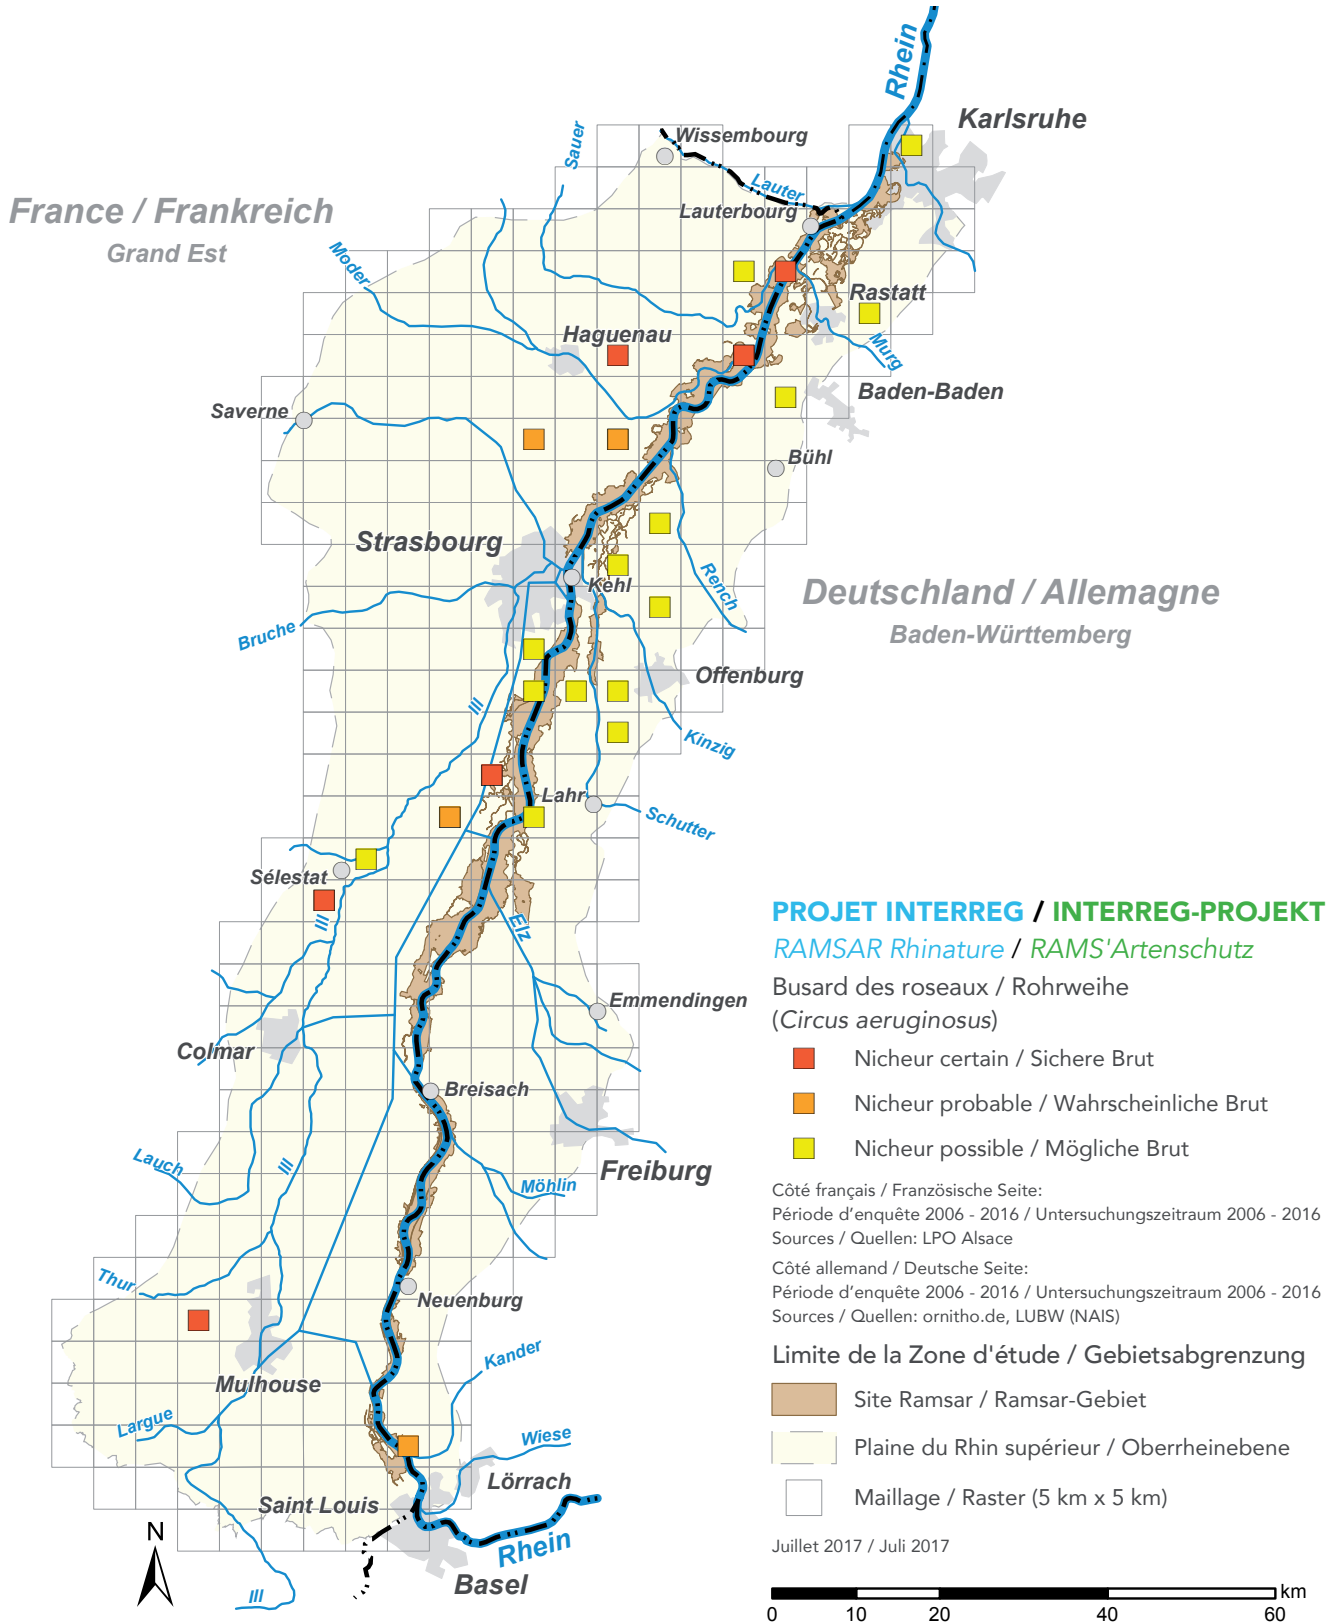 Rhein
Karlsruhe
Wissembourg
Sauer
Lauter
Lauterbourg
France / Frankreich
Grand Est
Moder
Rastatt
Haguenau
Murg
Baden-Baden
Saverne
Bühl
Strasbourg
Kehl
Rench
Deutschland / Allemagne
Baden-Württemberg
Bruche
Offenburg
Ill
Kinzig
Lahr
Schutter
Sélestat
Ill
Elz
Emmendingen
Colmar
Breisach
Lauch
Ill
Freiburg
Möhlin
Thur
Neuenburg
Kander
Mulhouse
Largue
Wiese
Lörrach
Saint Louis
Rhein
Basel
Ill
N
PROJET INTERREG / INTERREG-PROJEKT
RAMSAR Rhinature / RAMS'Artenschutz
Busard des roseaux / Rohrweihe
(Circus aeruginosus)
Nicheur certain / Sichere Brut
Nicheur probable / Wahrscheinliche Brut
Nicheur possible / Mögliche Brut
Côté français / Französische Seite:
Période d'enquête 2006 - 2016 / Untersuchungszeitraum 2006 - 2016
Sources / Quellen: LPO Alsace
Côté allemand / Deutsche Seite:
Période d'enquête 2006 - 2016 / Untersuchungszeitraum 2006 - 2016
Sources / Quellen: ornitho.de, LUBW (NAIS)
Limite de la Zone d'étude / Gebietsabgrenzung
Site Ramsar / Ramsar-Gebiet
Plaine du Rhin supérieur / Oberrheinebene
Maillage / Raster (5 km x 5 km)
Juillet 2017 / Juli 2017
km
0 10 20 40 60